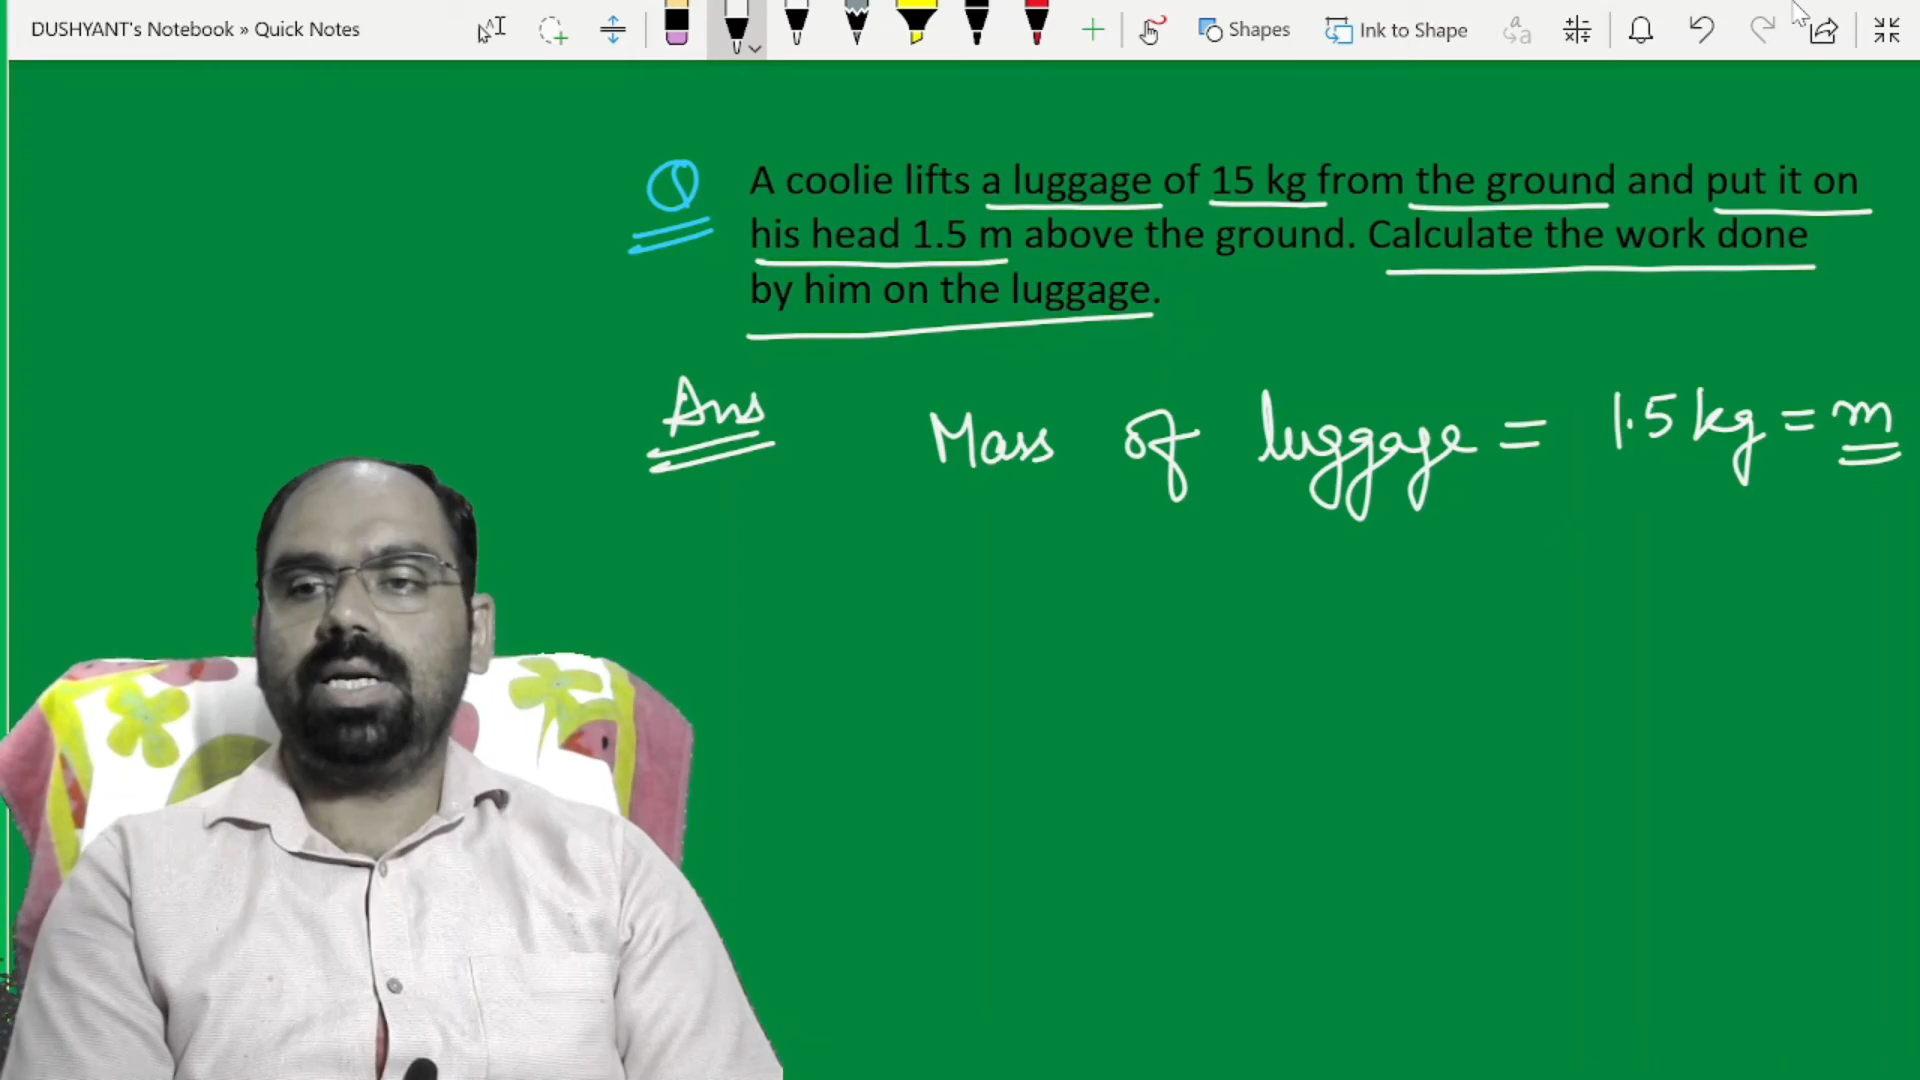 DUSHYANT's Notebook » Quick Notes
Shapes
Ink to Shape
Q
A coolie lifts a luggage of 15 kg from the ground and put it on
his head 1.5 m above the ground. Calculate the work done
by him on the luggage.
Ans
Mass of luggage = 1.5 kg = m